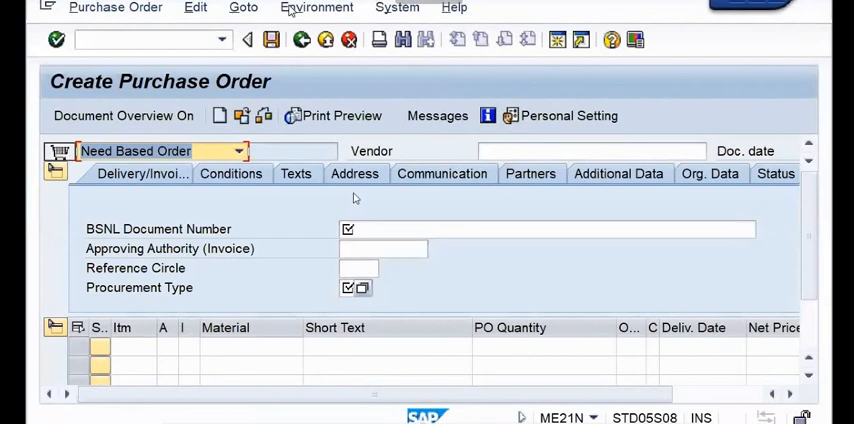 Purchase Order Edit Goto Environment System Help
Create Purchase Order
Document Overview On Print Preview Messages Personal Setting
Need Based Order Vendor Doc. date
Delivery/Invoi... Conditions Texts Address Communication Partners Additional Data Org. Data Status
BSNL Document Number
Approving Authority (Invoice)
Reference Circle
Procurement Type
S.. Itm A I Material Short Text PO Quantity O... C Deliv. Date Net Price
SAP ME21N STD05S08 INS